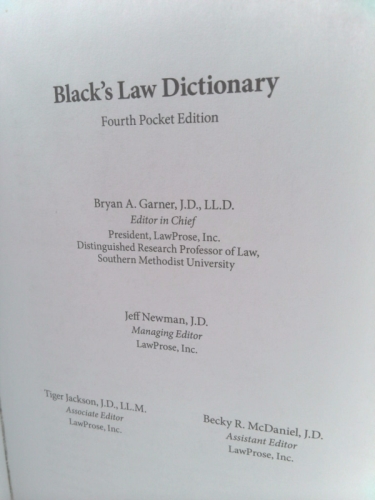 Black's Law Dictionary
Fourth Pocket Edition
Bryan A. Garner, J.D., LL.D.
Editor in Chief
President, LawProse, Inc.
Distinguished Research Professor of Law,
Southern Methodist University
Jeff Newman, J.D.
Managing Editor
LawProse, Inc.
Tiger Jackson, J.D., LL.M.
Associate Editor
LawProse, Inc.
Becky R. McDaniel, J.D.
Assistant Editor
LawProse, Inc.